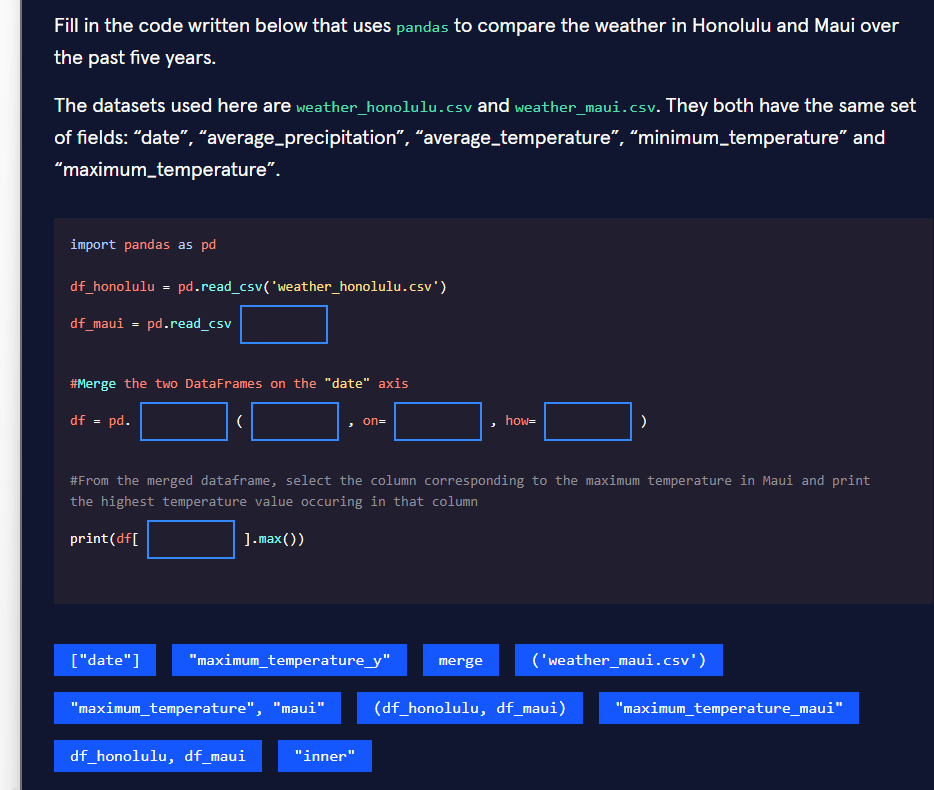 Fill in the code written below that uses pandas to compare the weather in Honolulu and Maui over
the past five years.
The datasets used here are weather_honolulu.csv and weather_maui.csv. They both have the same set
of fields: “date”, “average_precipitation”, “average_temperature”, “minimum_temperature” and
“maximum_temperature”.
import pandas as pd
df_honolulu = pd.read_csv('weather_honolulu.csv')
df_maui = pd.read_csv
#Merge the two DataFrames on the "date" axis
df = pd. ( , on= , how= )
#From the merged dataframe, select the column corresponding to the maximum temperature in Maui and print
the highest temperature value occuring in that column
print(df[ ].max())
["date"] "maximum_temperature_y" merge ('weather_maui.csv')
"maximum_temperature", "maui" (df_honolulu, df_maui) "maximum_temperature_maui"
df_honolulu, df_maui "inner"